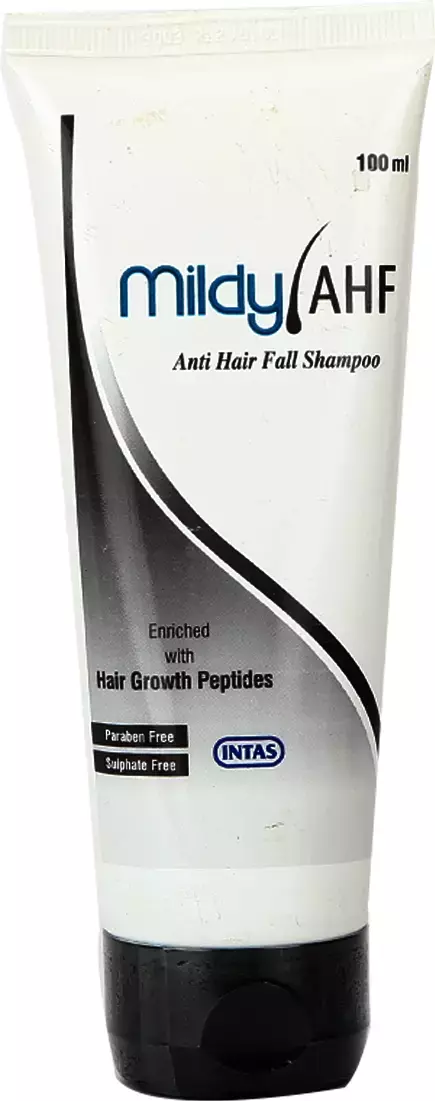 100 ml
Mildy AHF
Anti Hair Fall Shampoo
Enriched
with
Hair Growth Peptides
Paraben Free
Sulphate Free
INTAS